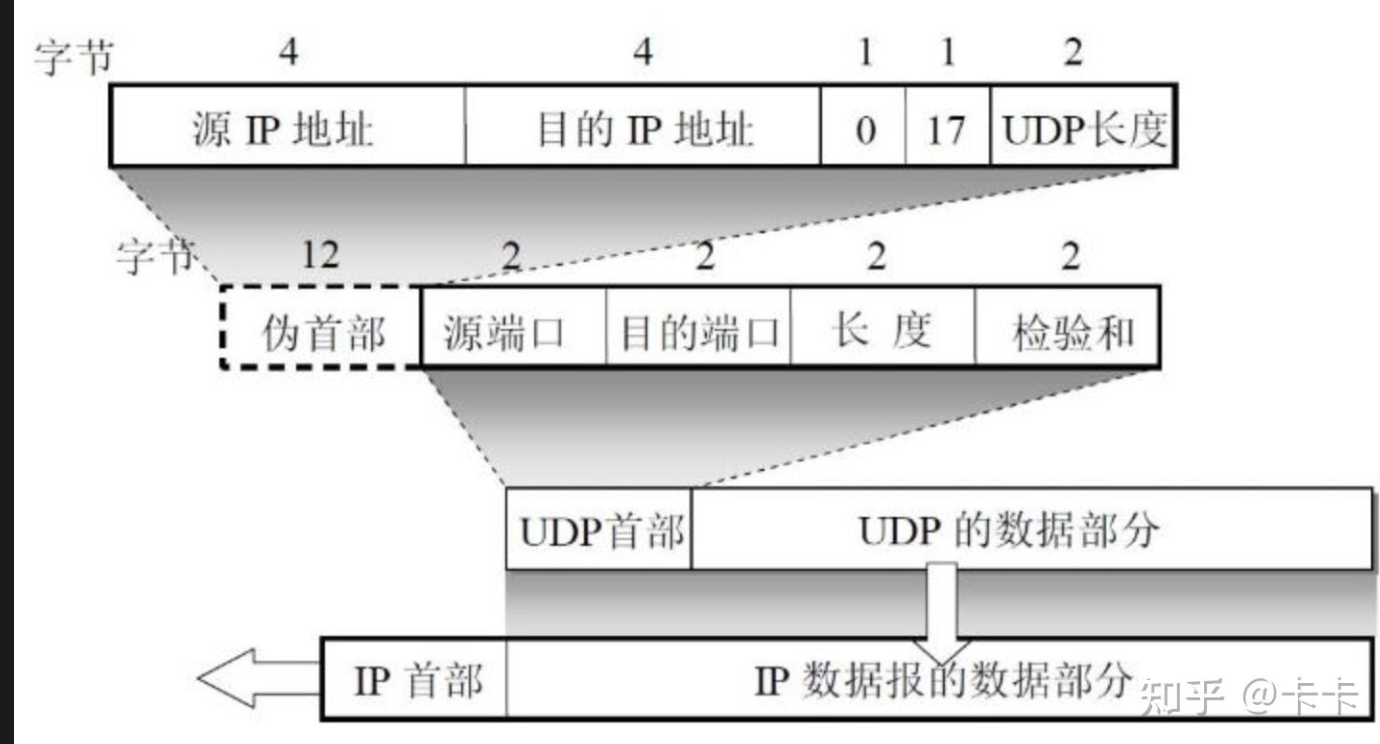 字节 4 4 1 1 2
源 IP 地址 目的 IP 地址 0 17 UDP长度
字节 12 2 2 2 2
伪首部 源端口 目的端口 长 度 检验和
UDP首部 UDP 的数据部分
IP 首部 IP 数据报的数据部分
知乎 @卡卡